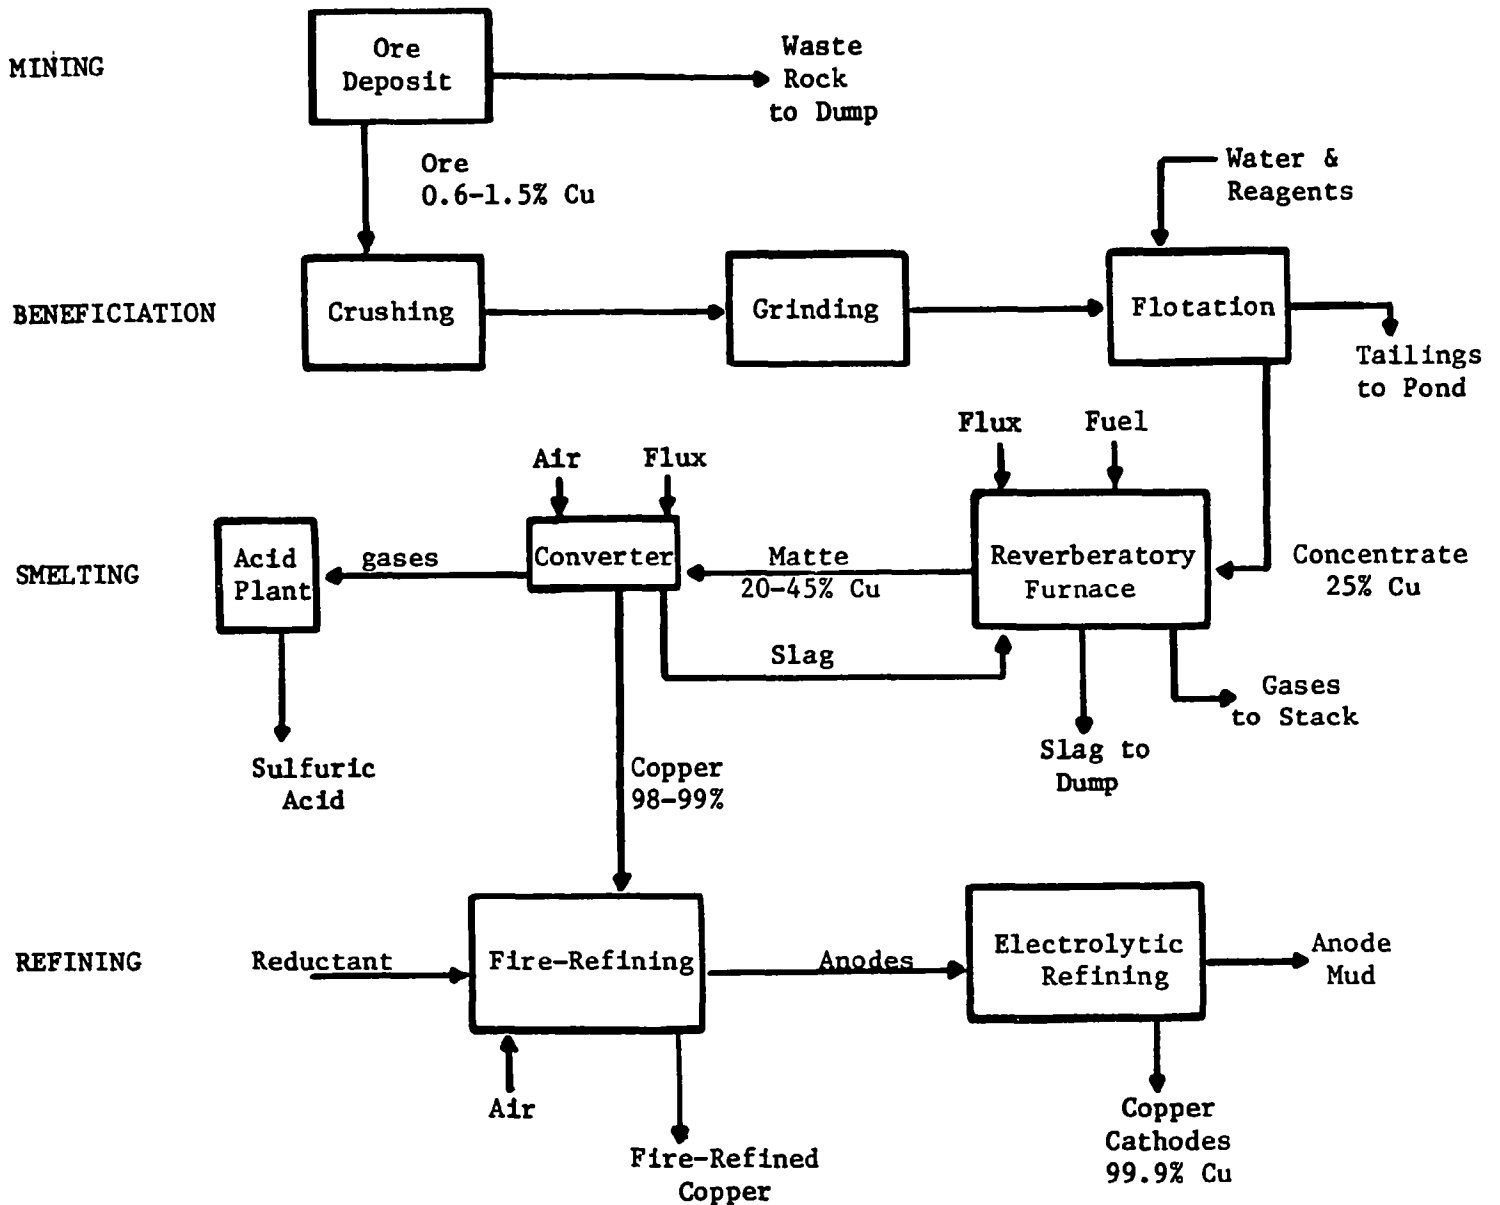 MINING
Ore
Deposit
Waste
Rock
to Dump
Ore
0.6-1.5% Cu
Water &
Reagents
BENEFICIATION
Crushing
Grinding
Flotation
Tailings
to Pond
Flux
Fuel
Air
Flux
SMELTING
Acid
Plant
gases
Converter
Matte
20-45% Cu
Reverberatory
Furnace
Concentrate
25% Cu
Slag
Gases
to Stack
Slag to
Dump
Sulfuric
Acid
Copper
98-99%
REFINING
Reductant
Fire-Refining
Anodes
Electrolytic
Refining
Anode
Mud
Air
Fire-Refined
Copper
Copper
Cathodes
99.9% Cu